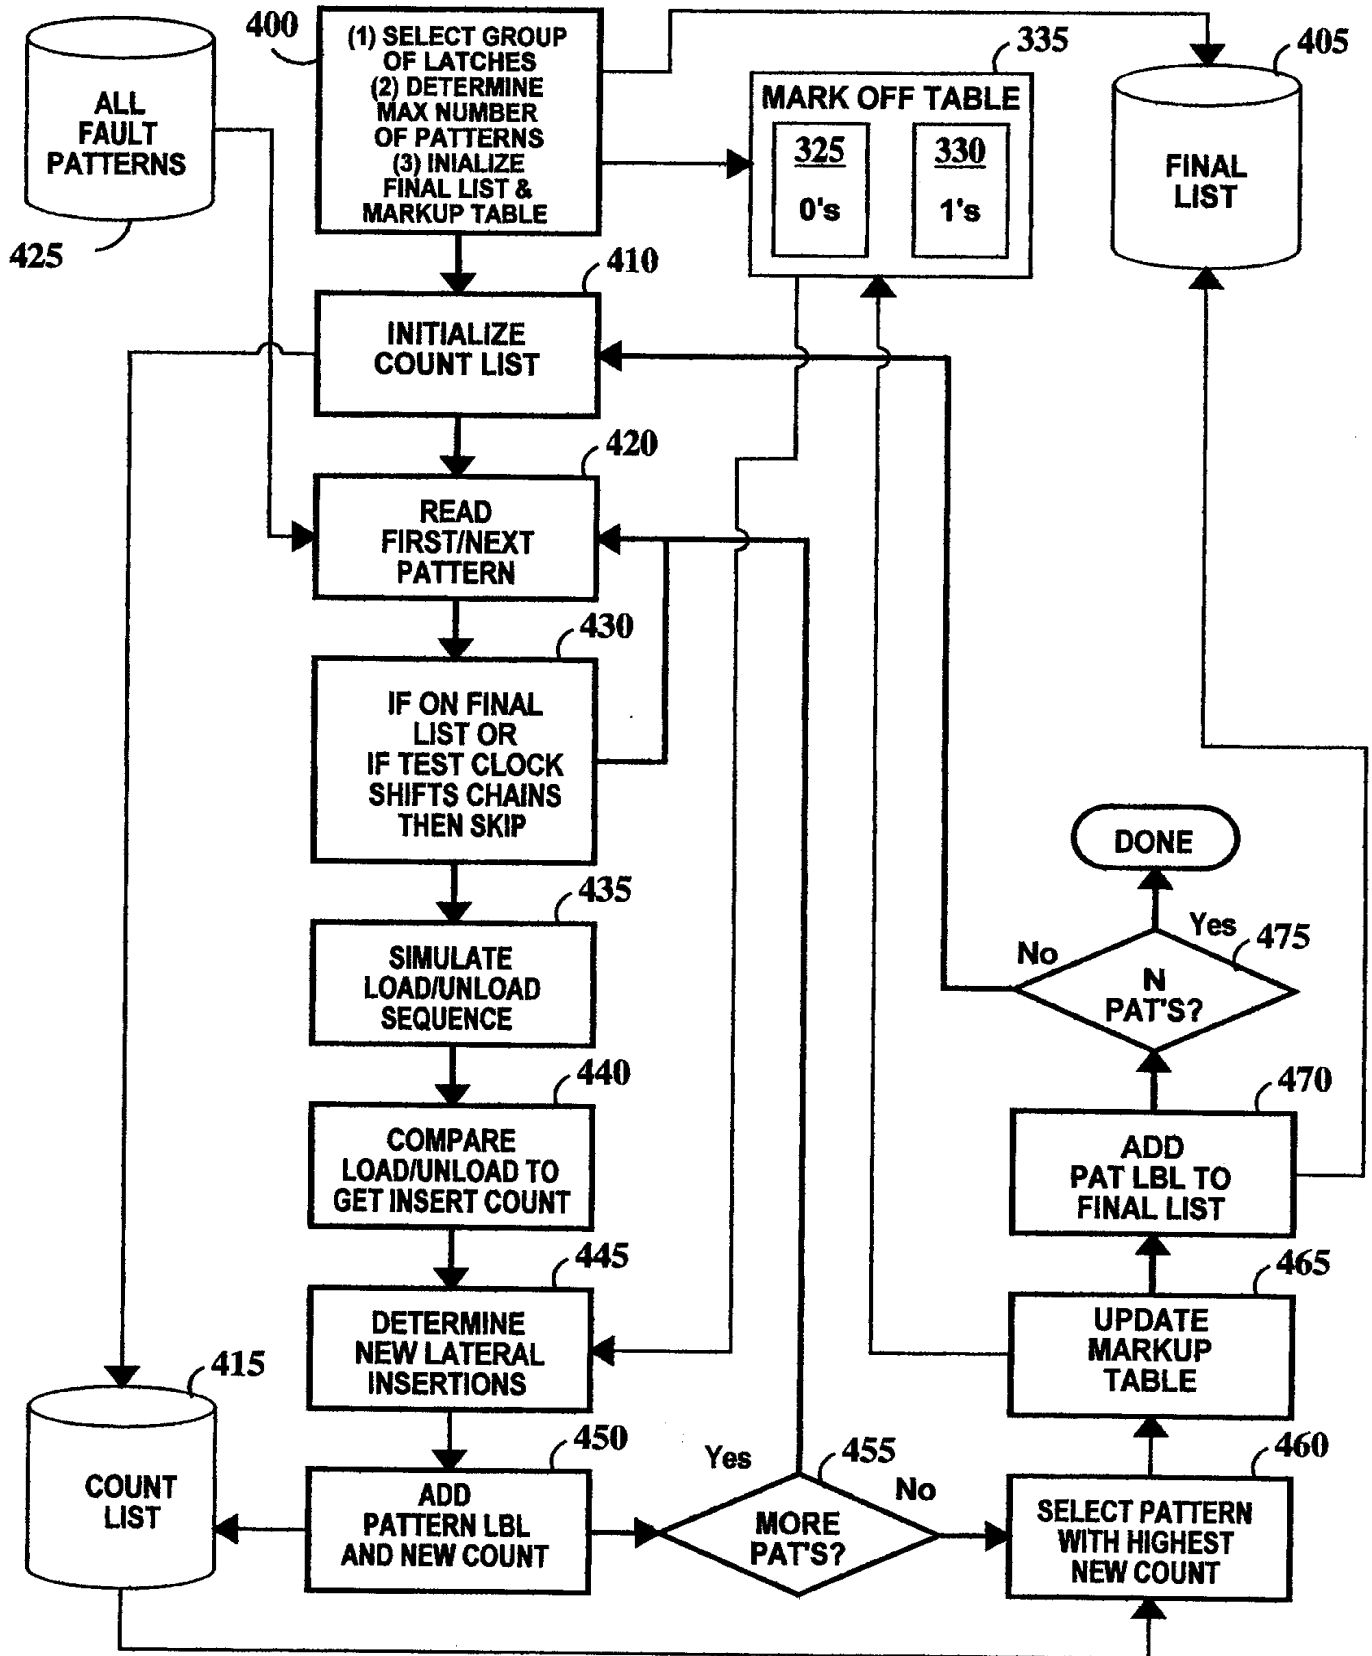 400
(1) SELECT GROUP
OF LATCHES
(2) DETERMINE
MAX NUMBER
OF PATTERNS
(3) INIALIZE
FINAL LIST &
MARKUP TABLE
335
405
ALL
FAULT
PATTERNS
425
MARK OFF TABLE
325
0's
330
1's
FINAL
LIST
410
INITIALIZE
COUNT LIST
420
READ
FIRST/NEXT
PATTERN
430
IF ON FINAL
LIST OR
IF TEST CLOCK
SHIFTS CHAINS
THEN SKIP
435
SIMULATE
LOAD/UNLOAD
SEQUENCE
440
COMPARE
LOAD/UNLOAD TO
GET INSERT COUNT
445
DETERMINE
NEW LATERAL
INSERTIONS
415
COUNT
LIST
450
ADD
PATTERN LBL
AND NEW COUNT
Yes
455
No
MORE
PAT'S?
460
SELECT PATTERN
WITH HIGHEST
NEW COUNT
465
UPDATE
MARKUP
TABLE
470
ADD
PAT LBL TO
FINAL LIST
No
Yes
475
N
PAT'S?
DONE